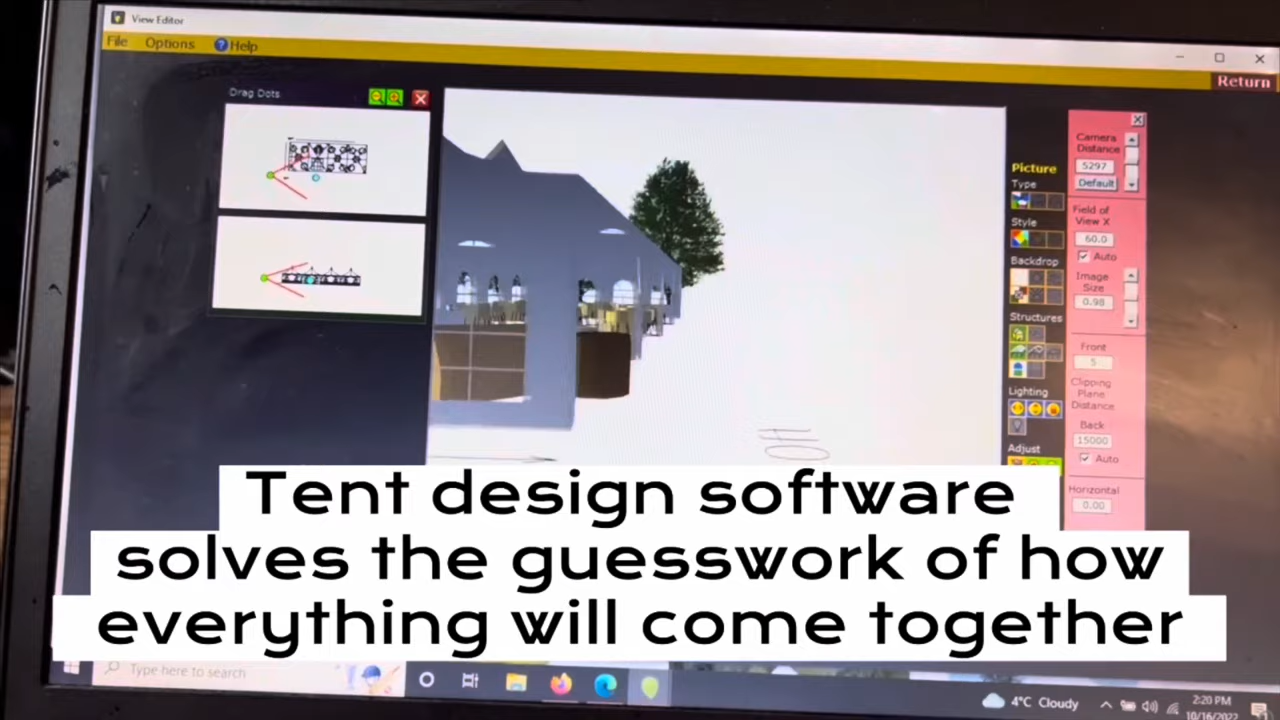 View Editor
File Options Help
Return
Drag Dots
Picture
Type
Style
Backdrop
Structures
Lighting
Adjust
Camera
Distance
5297
Default
Field of
View X
60.0
Auto
Image
Size
0.98
Front
5
Clipping
Plane
Distance
Back
15000
Auto
Horizontal
0.00
Tent design software
solves the guesswork of how
everything will come together
Type here to search
4°C Cloudy
2:20 PM